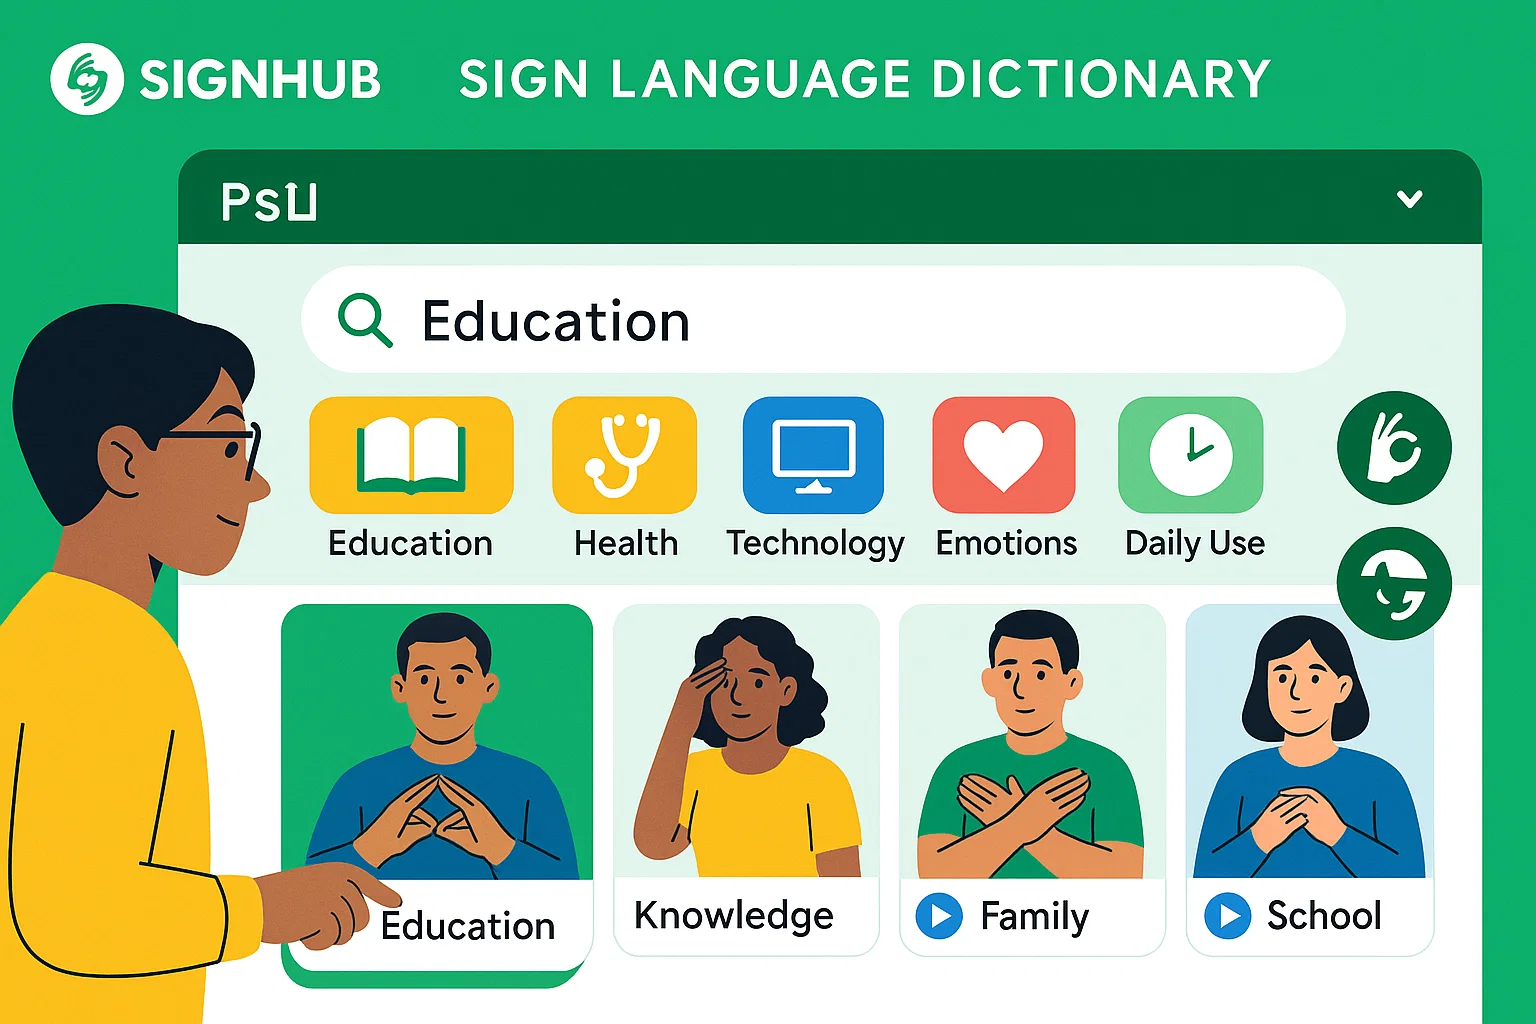 SIGNHUB
SIGN LANGUAGE DICTIONARY
Education
Education
Health
Technology
Emotions
Daily Use
Education
Knowledge
Family
School